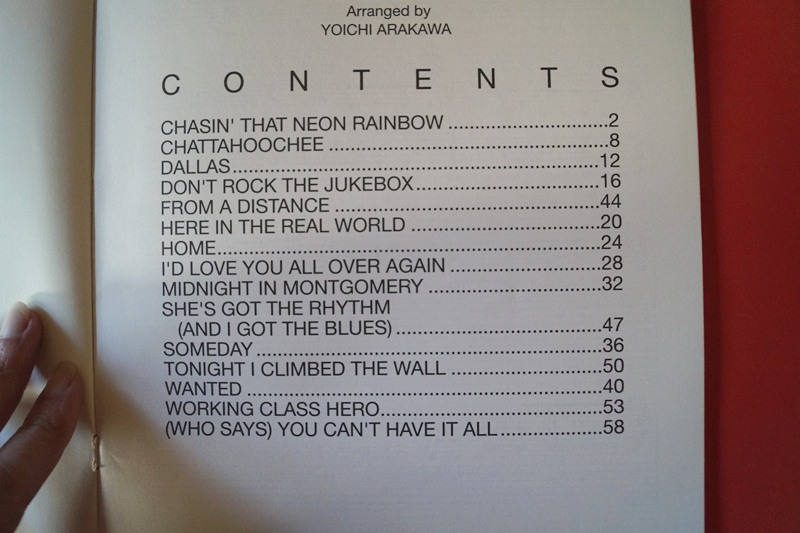 Arranged by
YOICHI ARAKAWA
CONTENTS
CHASIN' THAT NEON RAINBOW ............................2
CHATTAHOOCHEE .................................................8
DALLAS..................................................................12
DON'T ROCK THE JUKEBOX................................16
FROM A DISTANCE ...............................................44
HERE IN THE REAL WORLD ..................................20
HOME.....................................................................24
I'D LOVE YOU ALL OVER AGAIN ...........................28
MIDNIGHT IN MONTGOMERY ...............................32
SHE'S GOT THE RHYTHM
(AND I GOT THE BLUES)....................................47
SOMEDAY ..............................................................36
TONIGHT I CLIMBED THE WALL ...........................50
WANTED ................................................................40
WORKING CLASS HERO.......................................53
(WHO SAYS) YOU CAN'T HAVE IT ALL..................58